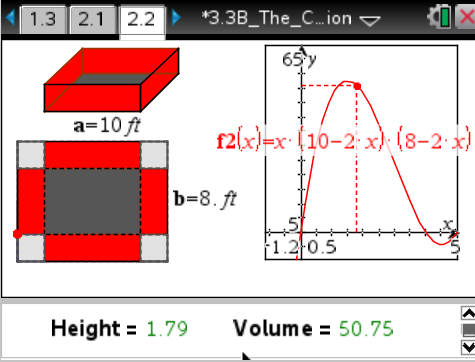 1.3 2.1 2.2 *3.3B_The_C...ion
65 y
a=10 ft
f2(x)=x·(10−2·x)·(8−2·x)
b=8. ft
5 x
-1.2 0.5 5
Height = 1.79 Volume = 50.75